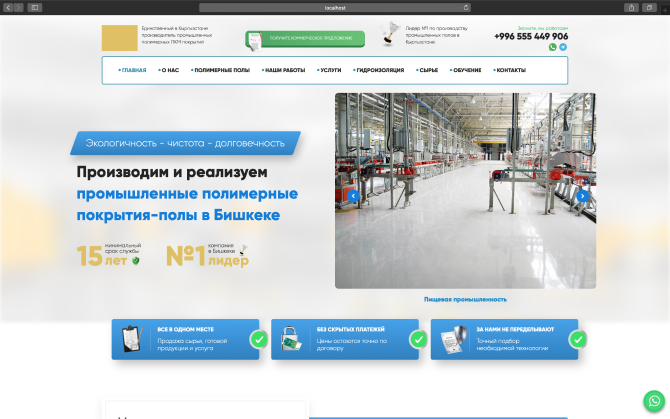 localhost
Единственный в Кыргызстане
производитель промышленных
полимерных ПКМ покрытий
ПОЛУЧИТЕ КОММЕРЧЕСКОЕ ПРЕДЛОЖЕНИЕ
Лидер №1 по производству
промышленных полов в
Кыргызстане
Звоните, мы работаем
+996 555 449 906
ГЛАВНАЯ
О НАС
ПОЛИМЕРНЫЕ ПОЛЫ
НАШИ РАБОТЫ
УСЛУГИ
ГИДРОИЗОЛЯЦИЯ
СЫРЬЕ
ОБУЧЕНИЕ
КОНТАКТЫ
Экологичность - чистота - долговечность
Производим и реализуем
промышленные полимерные
покрытия-полы в Бишкеке
15 лет
минимальный
срок службы
№1 лидер
компания
в Бишкеке
Пищевая промышленность
ВСЕ В ОДНОМ МЕСТЕ
Продажа сырья, готовой
продукции и услуга
БЕЗ СКРЫТЫХ ПЛАТЕЖЕЙ
Цены остаются точно по
договору
ЗА НАМИ НЕ ПЕРЕДЕЛЫВАЮТ
Точный подбор
необходимой технологии